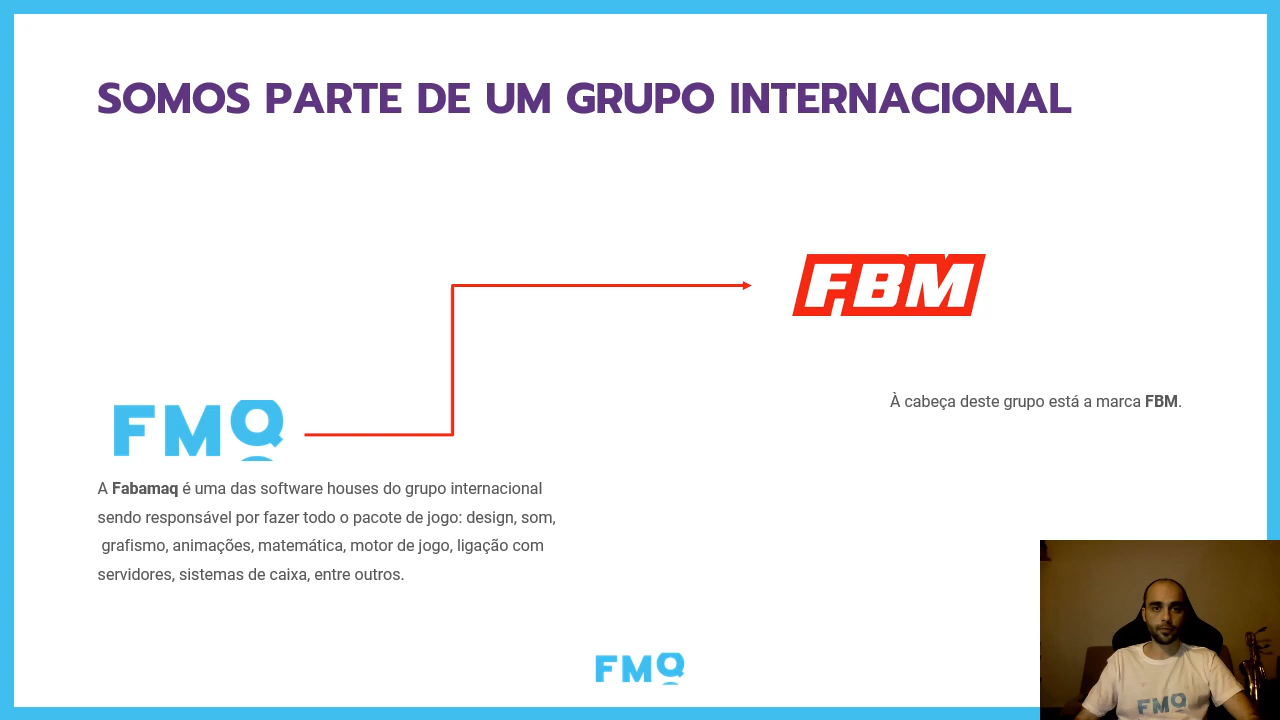 SOMOS PARTE DE UM GRUPO INTERNACIONAL
FBM
À cabeça deste grupo está a marca FBM.
FMQ
A Fabamaq é uma das software houses do grupo internacional
sendo responsável por fazer todo o pacote de jogo: design, som,
grafismo, animações, matemática, motor de jogo, ligação com
servidores, sistemas de caixa, entre outros.
FMQ
FMQ